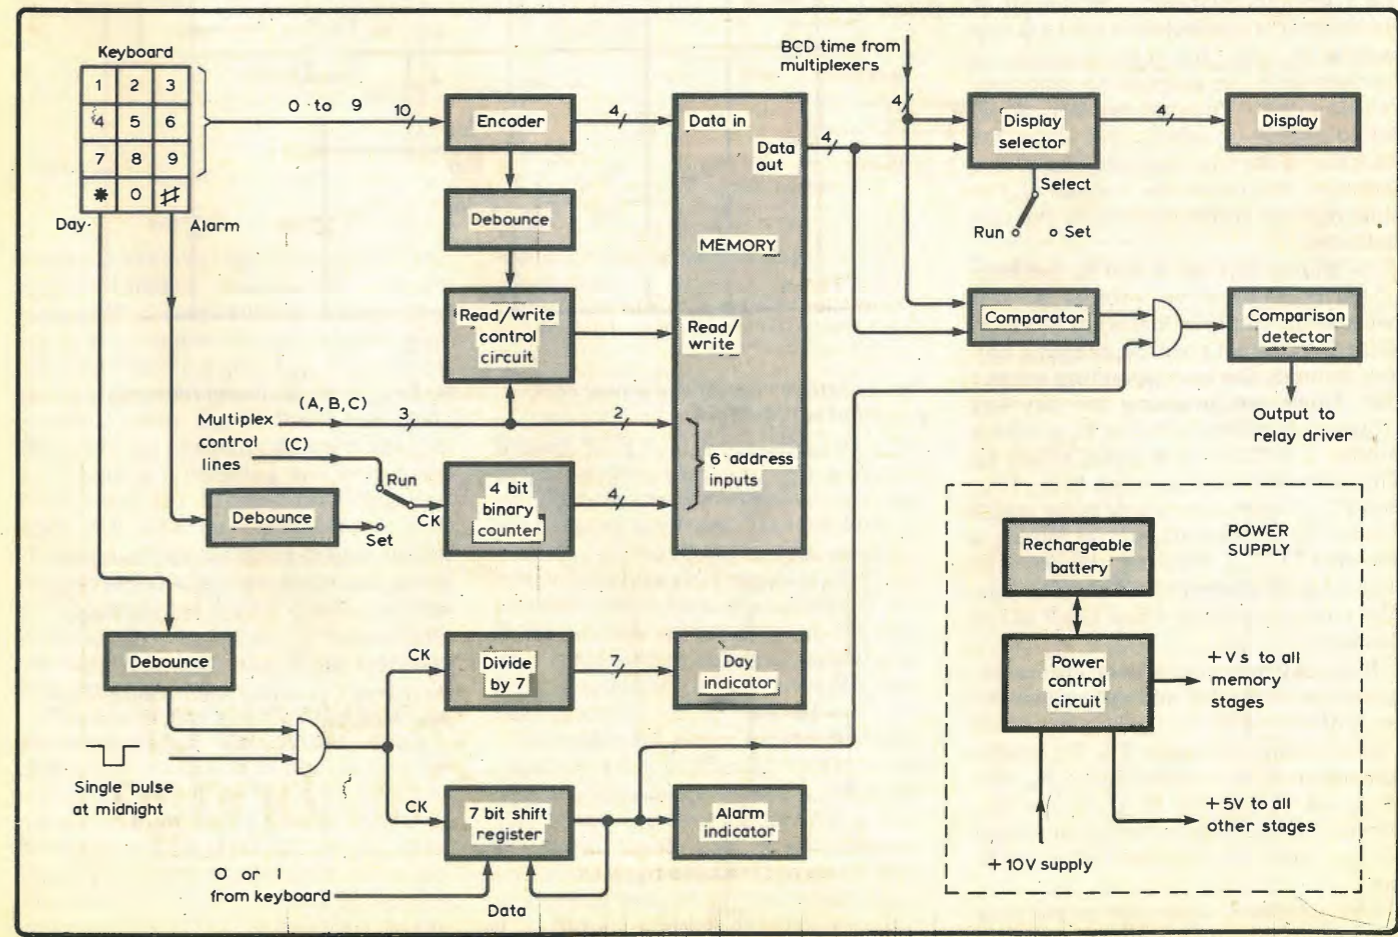 Keyboard
1 2 3
4 5 6
7 8 9
* 0 #
Day
Alarm
0 to 9
10
Encoder
4
Debounce
Read/write
control
circuit
Data in
Data
out
4
MEMORY
Read/
write
6 address
inputs
BCD time from
multiplexers
4
Display
selector
4
Display
Select
Run
Set
Comparator
Comparison
detector
Output to
relay driver
Multiplex
control
lines
(A, B, C)
3
2
(C)
Run
CK
Set
Debounce
4 bit
binary
counter
4
Debounce
Single pulse
at midnight
CK
Divide
by 7
7
Day
indicator
CK
7 bit shift
register
Alarm
indicator
0 or 1
from keyboard
Data
POWER
SUPPLY
Rechargeable
battery
Power
control
circuit
+Vs to all
memory
stages
+5V to all
other stages
+10V supply